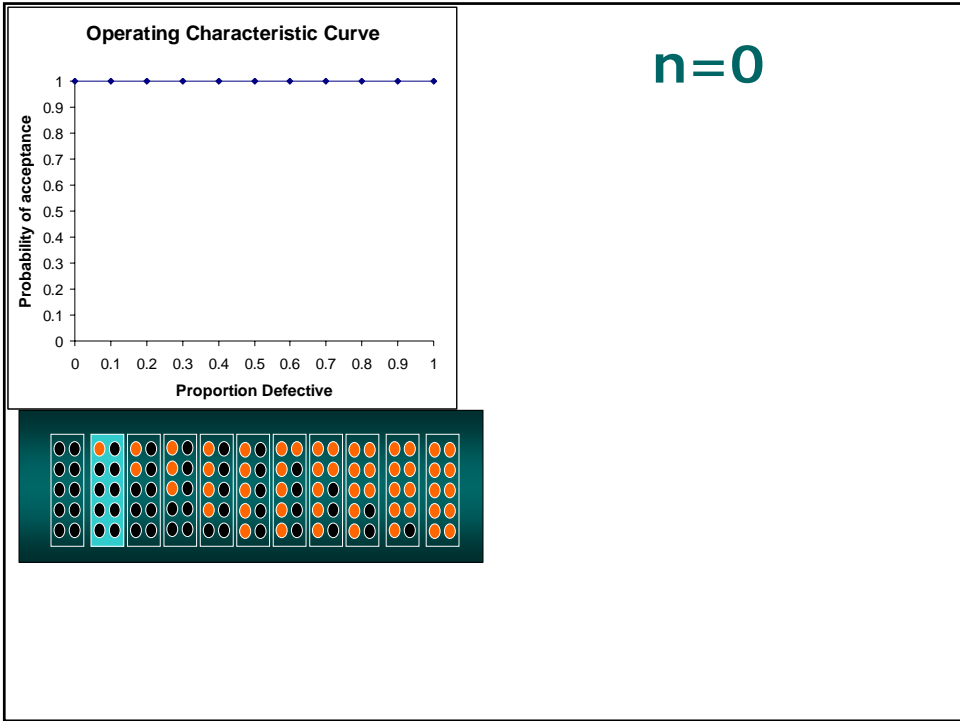 Operating Characteristic Curve
n=0
Probability of acceptance
1
0.9
0.8
0.7
0.6
0.5
0.4
0.3
0.2
0.1
0
0 0.1 0.2 0.3 0.4 0.5 0.6 0.7 0.8 0.9 1
Proportion Defective